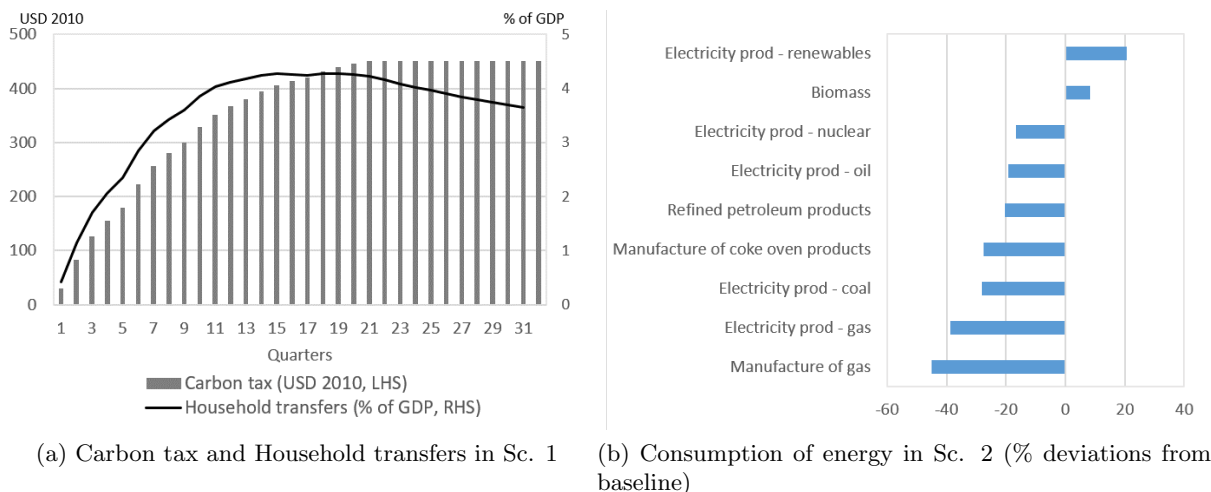 USD 2010 % of GDP
500 5
400 4
300 3
200 2
100 1
0 0
1 3 5 7 9 11 13 15 17 19 21 23 25 27 29 31
Quarters
Carbon tax (USD 2010, LHS)
Household transfers (% of GDP, RHS)
(a) Carbon tax and Household transfers in Sc. 1
Electricity prod - renewables
Biomass
Electricity prod - nuclear
Electricity prod - oil
Refined petroleum products
Manufacture of coke oven products
Electricity prod - coal
Electricity prod - gas
Manufacture of gas
-60 -40 -20 0 20 40
(b) Consumption of energy in Sc. 2 (% deviations from
baseline)